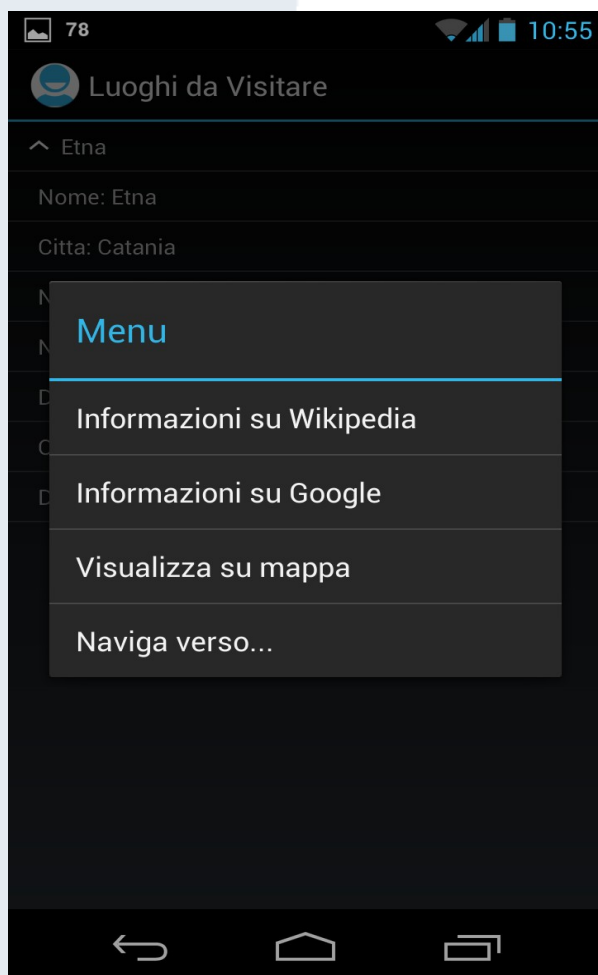 78
10:55
Luoghi da Visitare
Etna
Nome: Etna
Citta: Catania
N
N
D
C
D
Menu
Informazioni su Wikipedia
Informazioni su Google
Visualizza su mappa
Naviga verso...